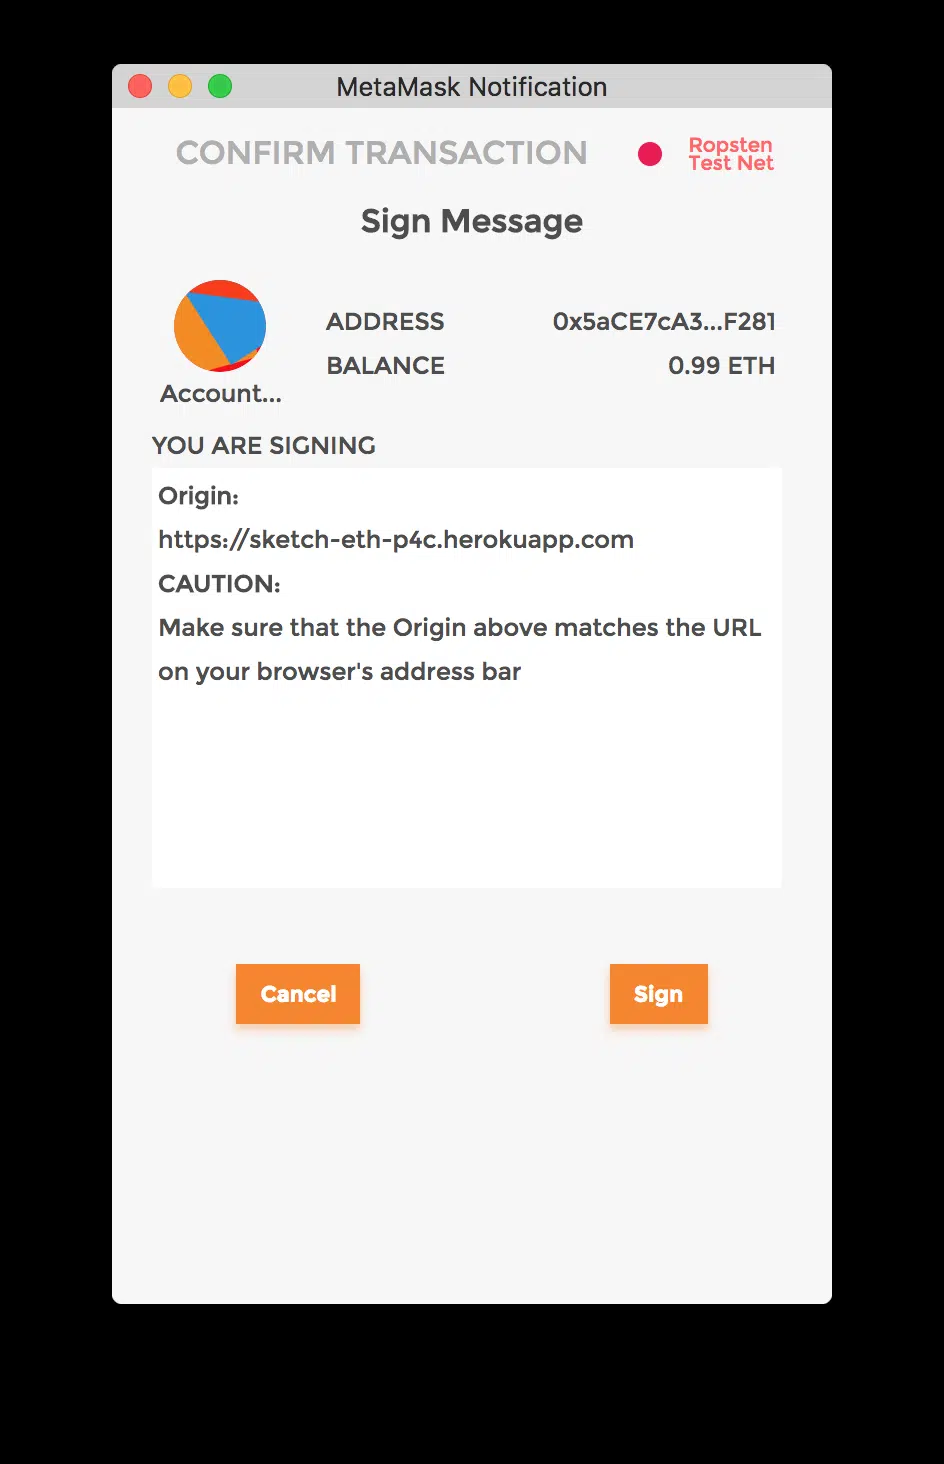 MetaMask Notification
CONFIRM TRANSACTION
Ropsten
Test Net
Sign Message
ADDRESS 0x5aCE7cA3...F281
BALANCE 0.99 ETH
Account...
YOU ARE SIGNING
Origin:
https://sketch-eth-p4c.herokuapp.com
CAUTION:
Make sure that the Origin above matches the URL
on your browser's address bar
Cancel Sign